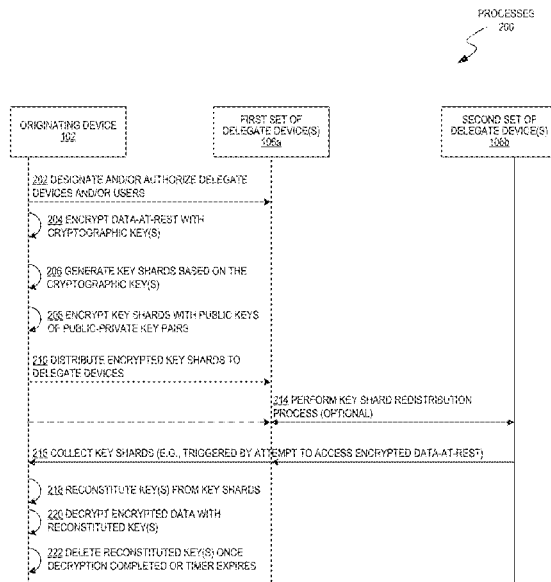 PROCESSES
200
ORIGINATING DEVICE
102
FIRST SET OF
DELEGATE DEVICE(S)
106a
SECOND SET OF
DELEGATE DEVICE(S)
106b
202 DESIGNATE AND/OR AUTHORIZE DELEGATE
DEVICES AND/OR USERS
204 ENCRYPT DATA-AT-REST WITH
CRYPTOGRAPHIC KEY(S)
206 GENERATE KEY SHARDS BASED ON THE
CRYPTOGRAPHIC KEY(S)
208 ENCRYPT KEY SHARDS WITH PUBLIC KEYS
OF PUBLIC-PRIVATE KEY PAIRS
210 DISTRIBUTE ENCRYPTED KEY SHARDS TO
DELEGATE DEVICES
214 PERFORM KEY SHARD REDISTRIBUTION
PROCESS (OPTIONAL)
216 COLLECT KEY SHARDS (E.G., TRIGGERED BY ATTEMPT TO ACCESS ENCRYPTED DATA-AT-REST)
218 RECONSTITUTE KEY(S) FROM KEY SHARDS
220 DECRYPT ENCRYPTED DATA WITH
RECONSTITUTED KEY(S)
222 DELETE RECONSTITUTED KEY(S) ONCE
DECRYPTION COMPLETED OR TIMER EXPIRES